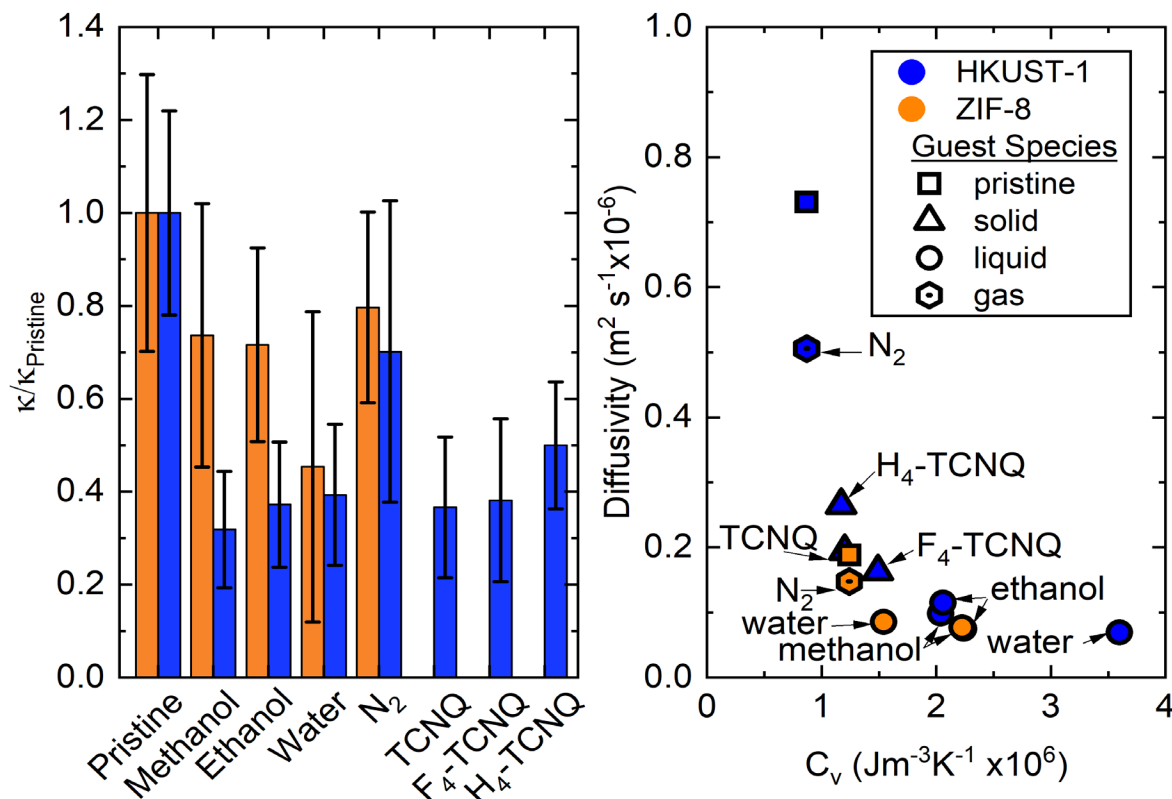 1.4
1.2
1.0
0.8
0.6
0.4
0.2
0.0
κ/κPristine
Pristine
Methanol
Ethanol
Water
N2
TCNQ
F4-TCNQ
H4-TCNQ
1.0
0.8
0.6
0.4
0.2
0.0
Diffusivity (m² s⁻¹x10⁻⁶)
HKUST-1
ZIF-8
Guest Species
pristine
solid
liquid
gas
N2
H4-TCNQ
TCNQ
F4-TCNQ
N2
ethanol
water
methanol
water
0 1 2 3 4
Cv (Jm⁻³K⁻¹ x10⁶)